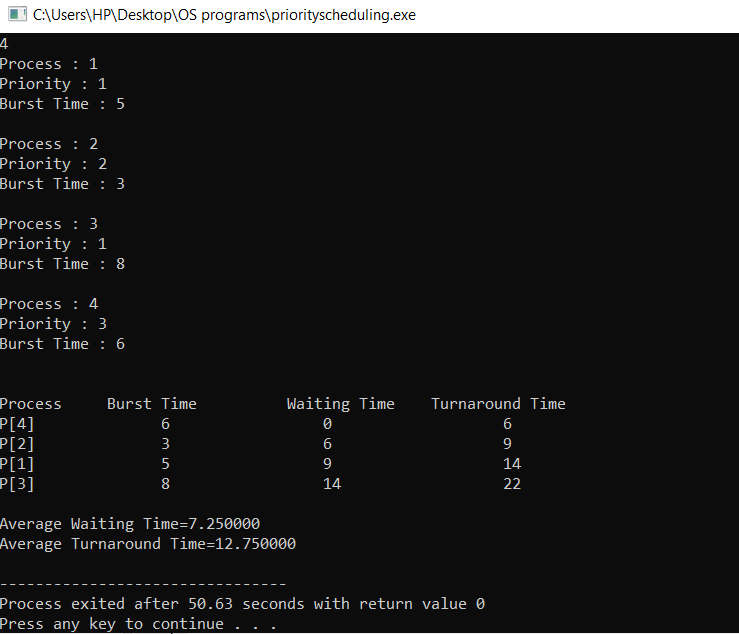 C:\Users\HP\Desktop\OS programs\priorityscheduling.exe
4
Process : 1
Priority : 1
Burst Time : 5
Process : 2
Priority : 2
Burst Time : 3
Process : 3
Priority : 1
Burst Time : 8
Process : 4
Priority : 3
Burst Time : 6
Process Burst Time Waiting Time Turnaround Time
P[4] 6 0 6
P[2] 3 6 9
P[1] 5 9 14
P[3] 8 14 22
Average Waiting Time=7.250000
Average Turnaround Time=12.750000
--------------------------------
Process exited after 50.63 seconds with return value 0
Press any key to continue . . .